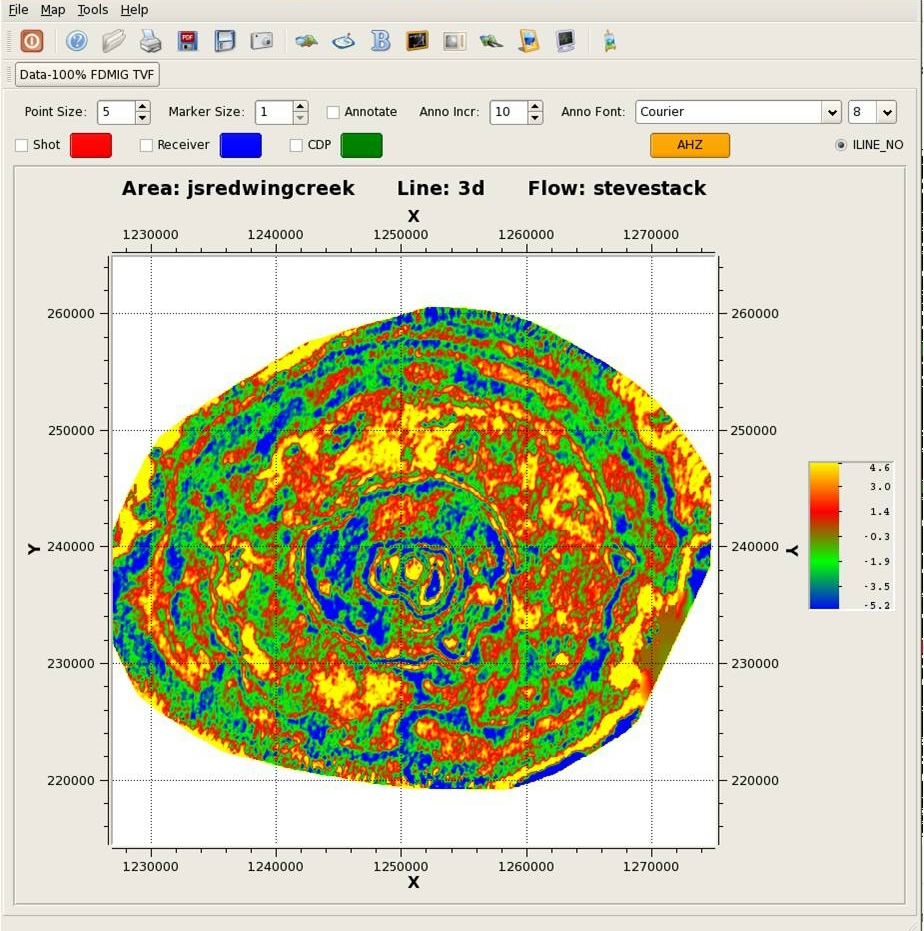 File Map Tools Help
Data-100% FDMIG TVF
Point Size: 5 Marker Size: 1 Annotate Anno Incr: 10 Anno Font: Courier 8
Shot Receiver CDP AHZ ILINE_NO
Area: jsredwingcreek Line: 3d Flow: stevestack
X
1230000 1240000 1250000 1260000 1270000
260000 260000
250000 250000
4.6
3.0
1.4
Y 240000 240000 Y
-0.3
-1.9
-3.5
-5.2
230000 230000
220000 220000
1230000 1240000 1250000 1260000 1270000
X